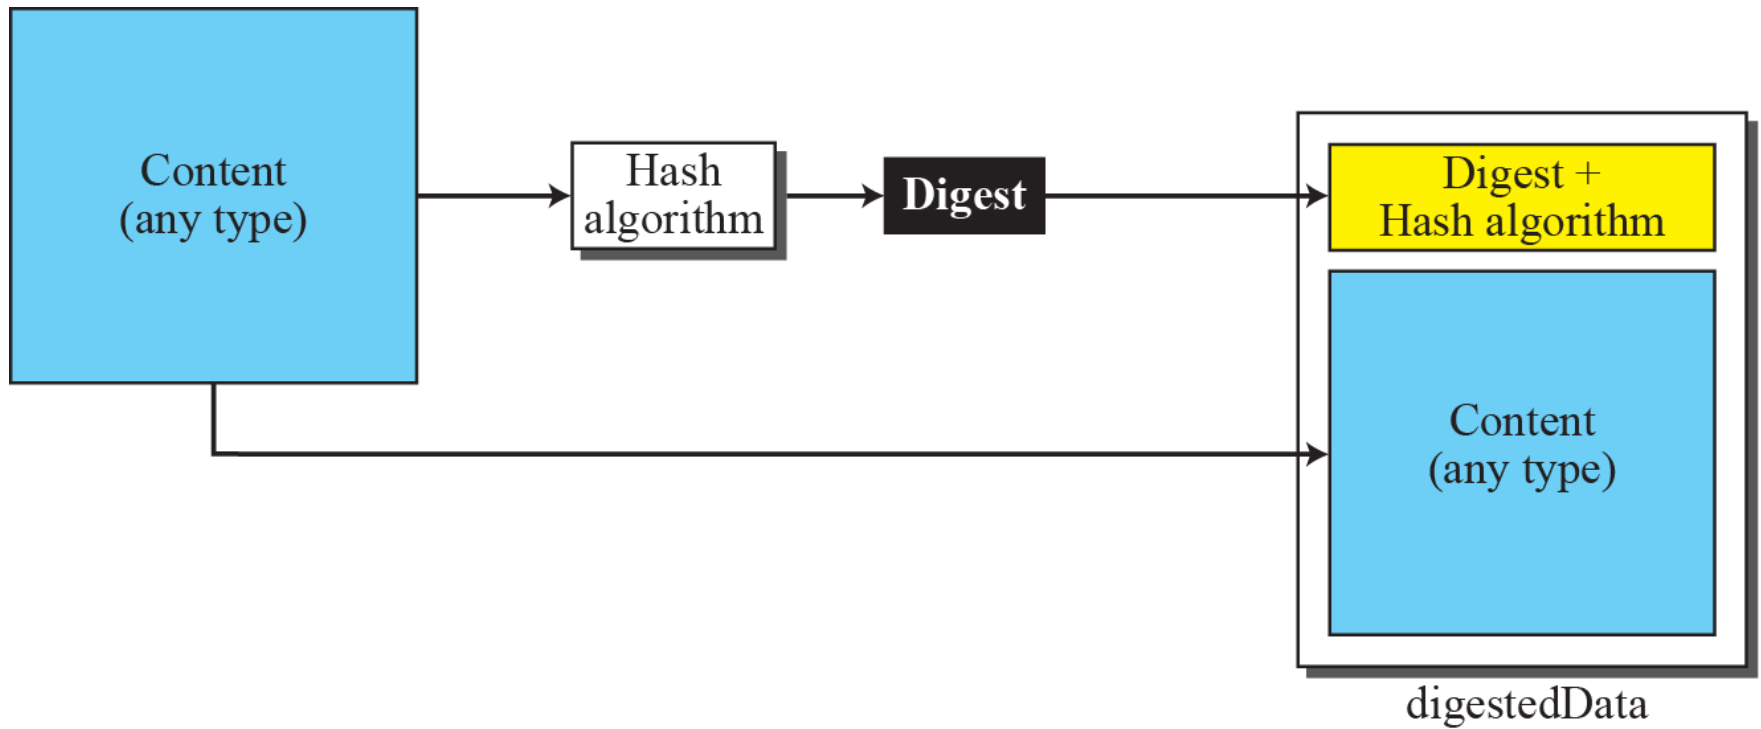 Content
(any type)
Hash
algorithm
Digest
Digest +
Hash algorithm
Content
(any type)
digestedData